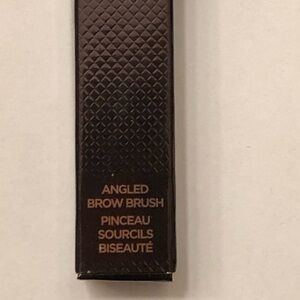 ANGLED
BROW BRUSH
PINCEAU
SOURCILS
BISEAUTÉ